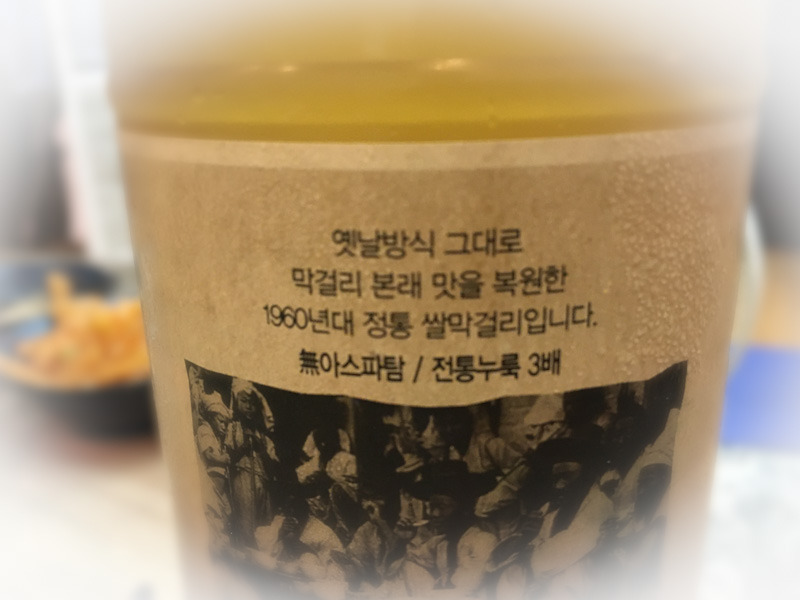 옛날방식 그대로
막걸리 본래 맛을 복원한
1960년대 정통 쌀막걸리입니다.
無아스파탐 / 전통누룩 3배